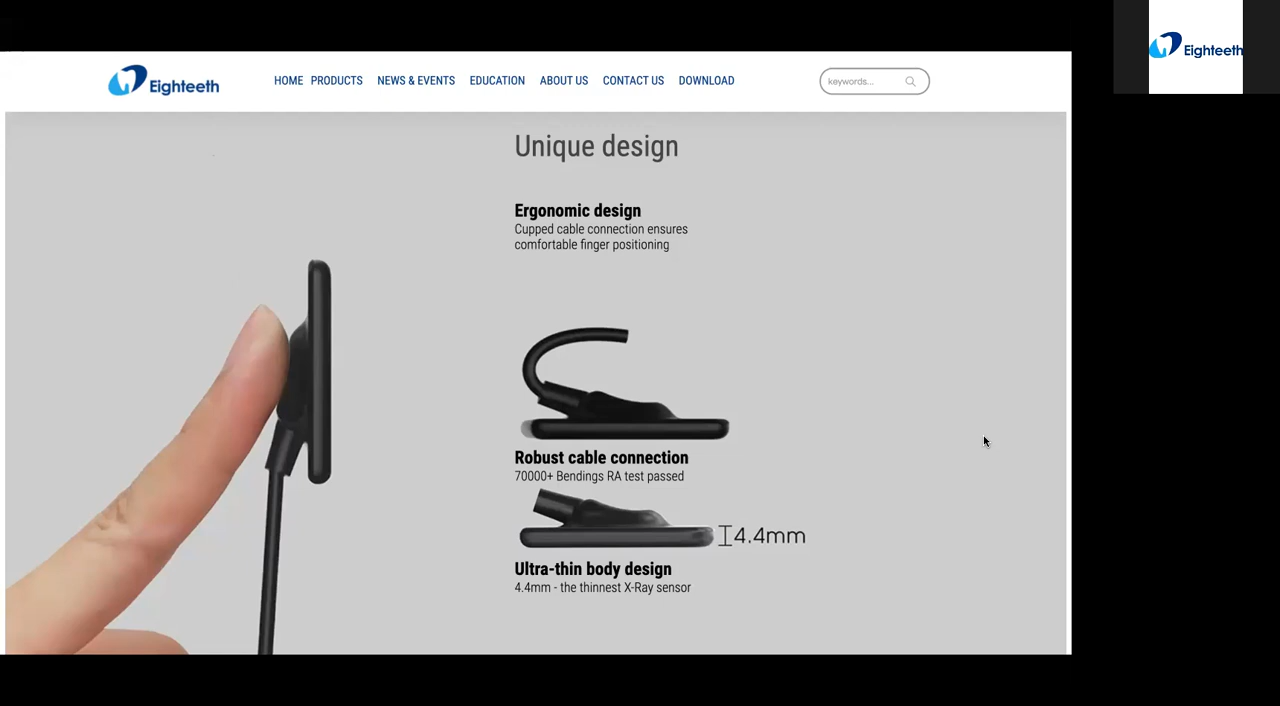 Eighteeth
Eighteeth
HOME PRODUCTS NEWS & EVENTS EDUCATION ABOUT US CONTACT US DOWNLOAD
keywords...
Unique design
Ergonomic design
Cupped cable connection ensures
comfortable finger positioning
Robust cable connection
70000+ Bendings RA test passed
4.4mm
Ultra-thin body design
4.4mm - the thinnest X-Ray sensor